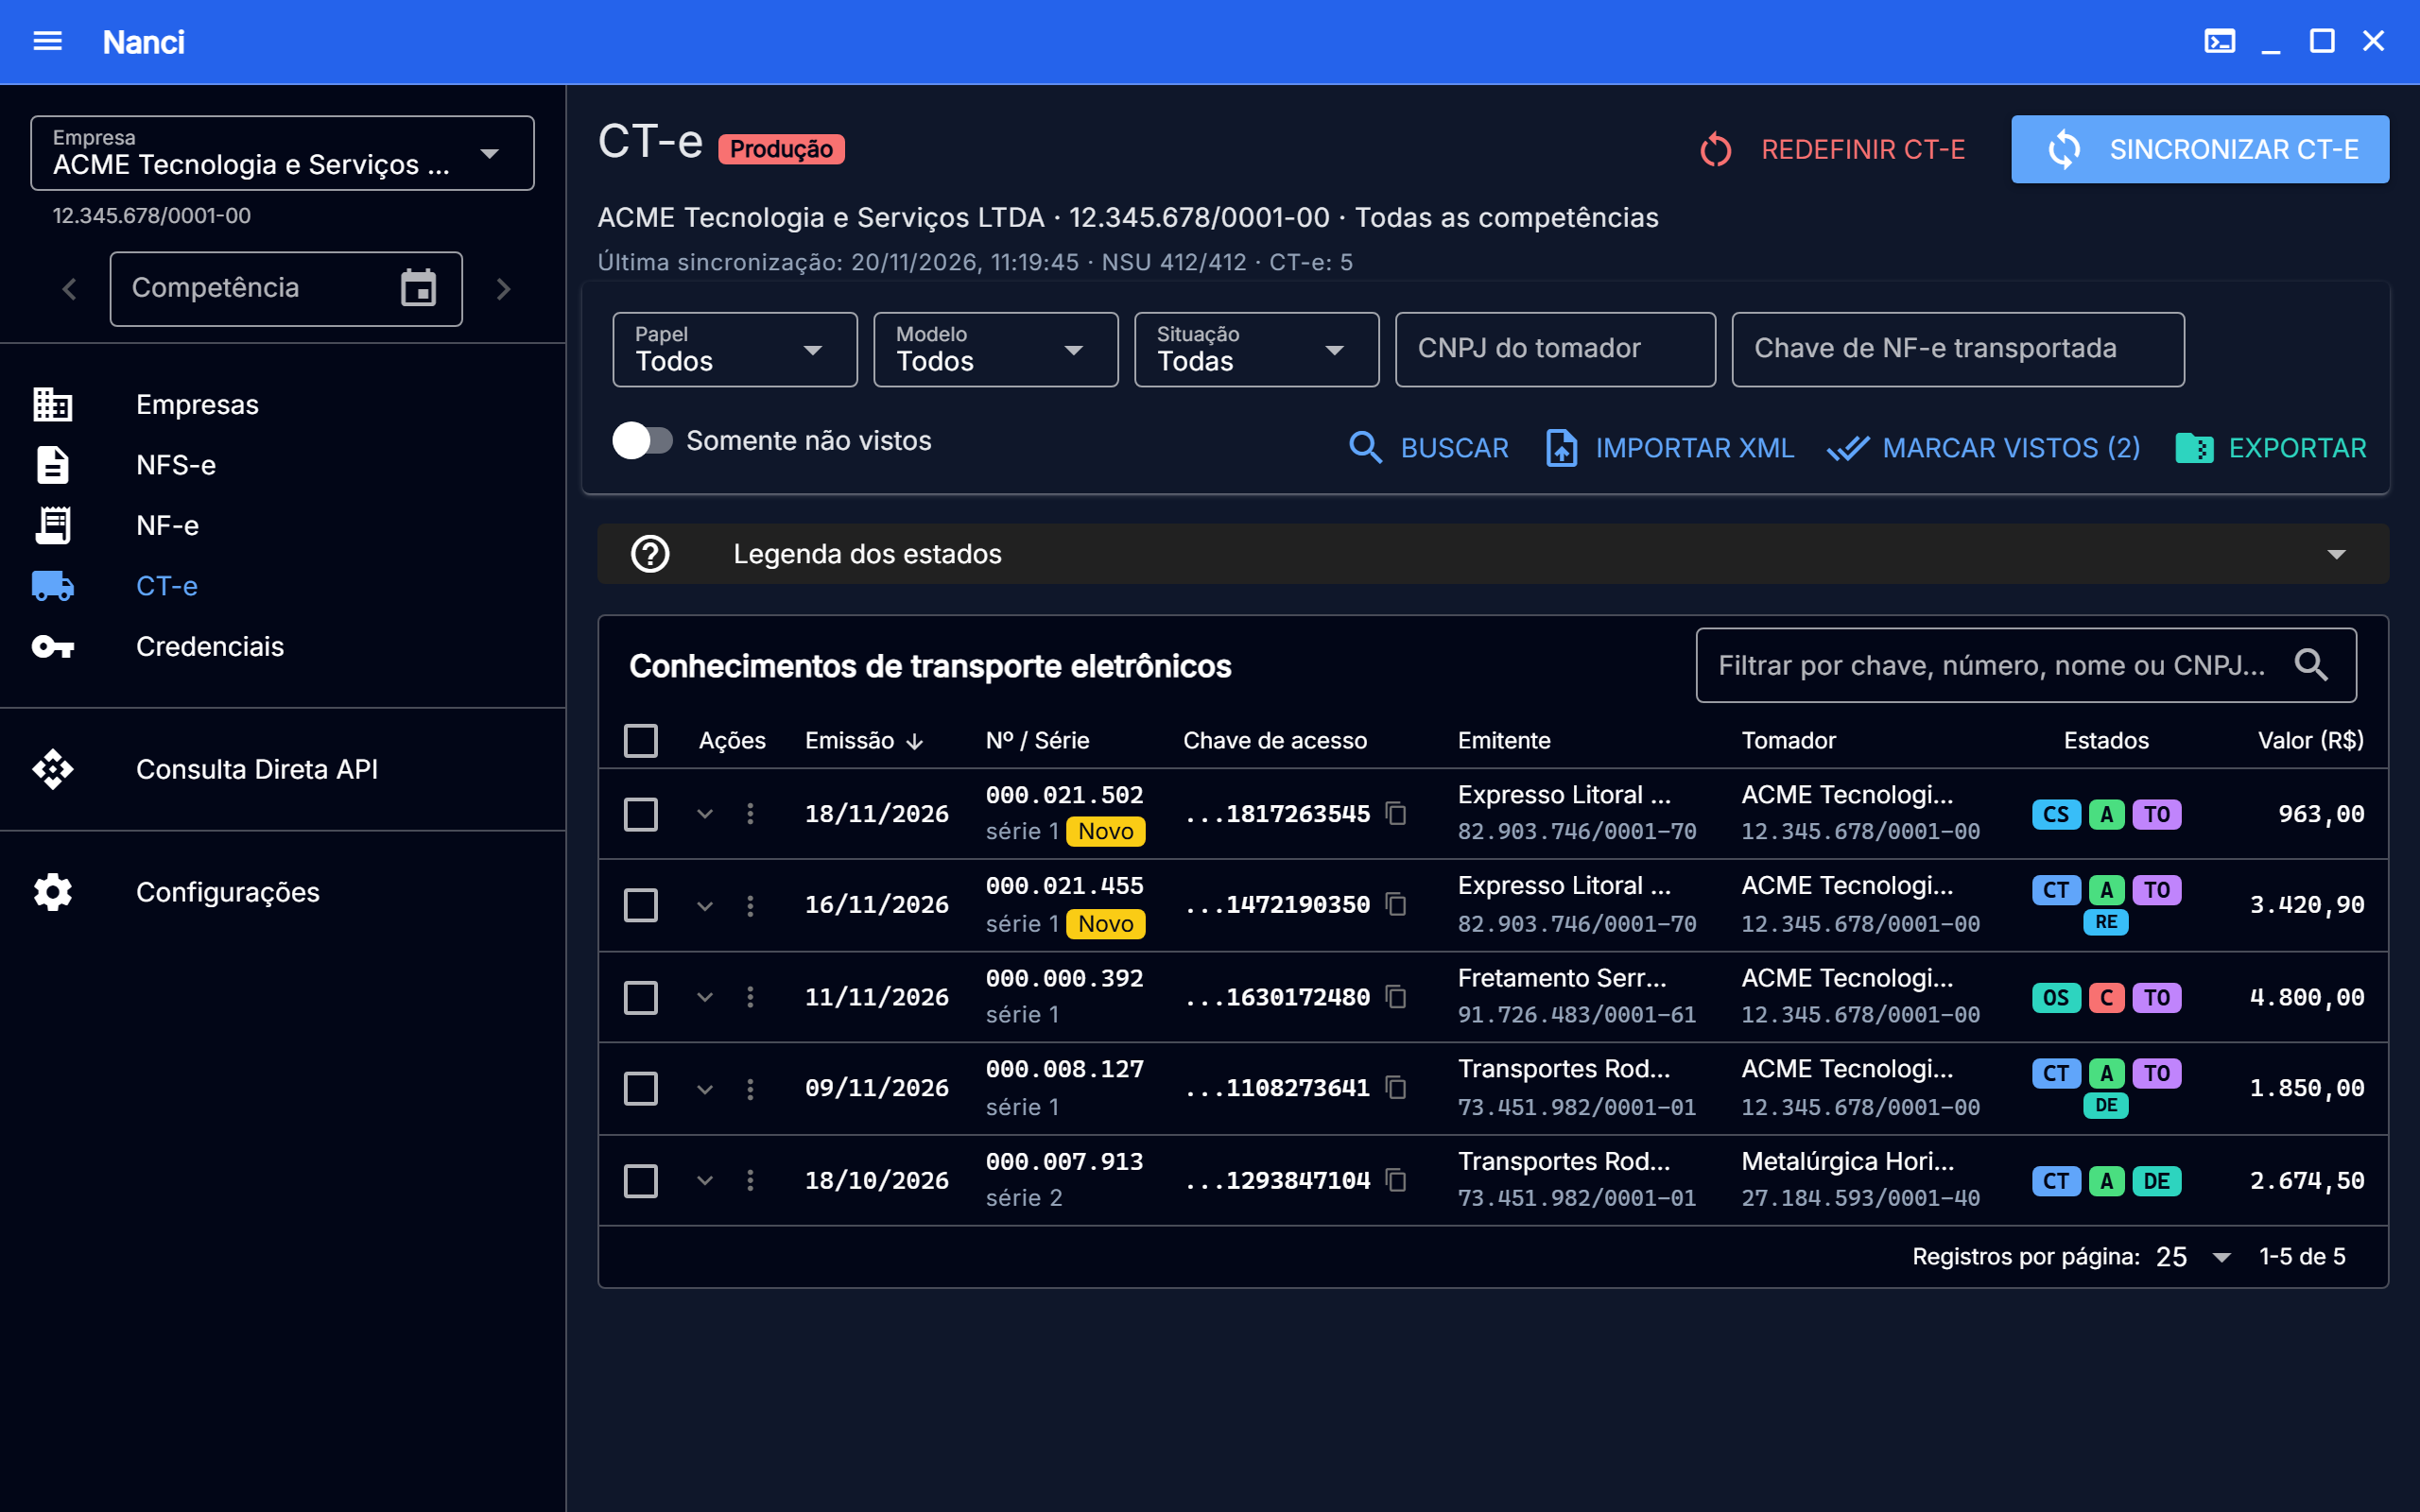 Nanci
Empresa
ACME Tecnologia e Serviços ...
12.345.678/0001-00
Competência
Empresas
NFS-e
NF-e
CT-e
Credenciais
Consulta Direta API
Configurações
CT-e Produção
REDEFINIR CT-E
SINCRONIZAR CT-E
ACME Tecnologia e Serviços LTDA · 12.345.678/0001-00 · Todas as competências
Última sincronização: 20/11/2026, 11:19:45 · NSU 412/412 · CT-e: 5
Papel
Todos
Modelo
Todos
Situação
Todas
CNPJ do tomador
Chave de NF-e transportada
Somente não vistos
BUSCAR
IMPORTAR XML
MARCAR VISTOS (2)
EXPORTAR
Legenda dos estados
Conhecimentos de transporte eletrônicos
Filtrar por chave, número, nome ou CNPJ...
Ações Emissão Nº / Série Chave de acesso Emitente Tomador Estados Valor (R$)
18/11/2026 000.021.502 ...1817263545 Expresso Litoral ... ACME Tecnologi... CS A TO 963,00
série 1 Novo 82.903.746/0001-70 12.345.678/0001-00
16/11/2026 000.021.455 ...1472190350 Expresso Litoral ... ACME Tecnologi... CT A TO 3.420,90
série 1 Novo 82.903.746/0001-70 12.345.678/0001-00 RE
11/11/2026 000.000.392 ...1630172480 Fretamento Serr... ACME Tecnologi... OS C TO 4.800,00
série 1 91.726.483/0001-61 12.345.678/0001-00
09/11/2026 000.008.127 ...1108273641 Transportes Rod... ACME Tecnologi... CT A TO 1.850,00
série 1 73.451.982/0001-01 12.345.678/0001-00 DE
18/10/2026 000.007.913 ...1293847104 Transportes Rod... Metalúrgica Hori... CT A DE 2.674,50
série 2 73.451.982/0001-01 27.184.593/0001-40
Registros por página: 25 1-5 de 5